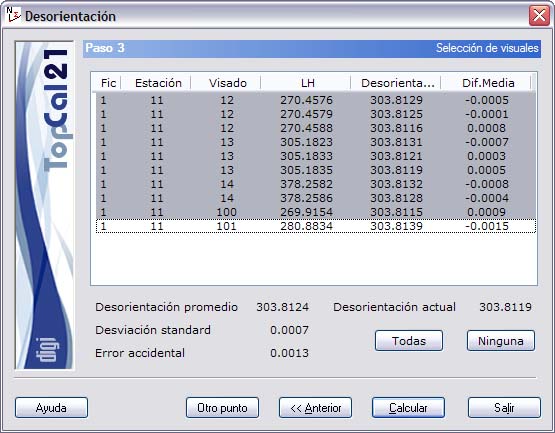 Desorientación
Paso 3 Selección de visuales
TopCal 21
digi
Fic Estación Visado LH Desorienta... Dif.Media
1 11 12 270.4576 303.8129 -0.0005
1 11 12 270.4579 303.8125 -0.0001
1 11 12 270.4588 303.8116 0.0008
1 11 13 305.1823 303.8131 -0.0007
1 11 13 305.1833 303.8121 0.0003
1 11 13 305.1835 303.8119 0.0005
1 11 14 378.2582 303.8132 -0.0008
1 11 14 378.2586 303.8128 -0.0004
1 11 100 269.9154 303.8115 0.0009
1 11 101 280.8834 303.8139 -0.0015
Desorientación promedio 303.8124 Desorientación actual 303.8119
Desviación standard 0.0007
Error accidental 0.0013
Todas Ninguna
Ayuda Otro punto << Anterior Calcular Salir